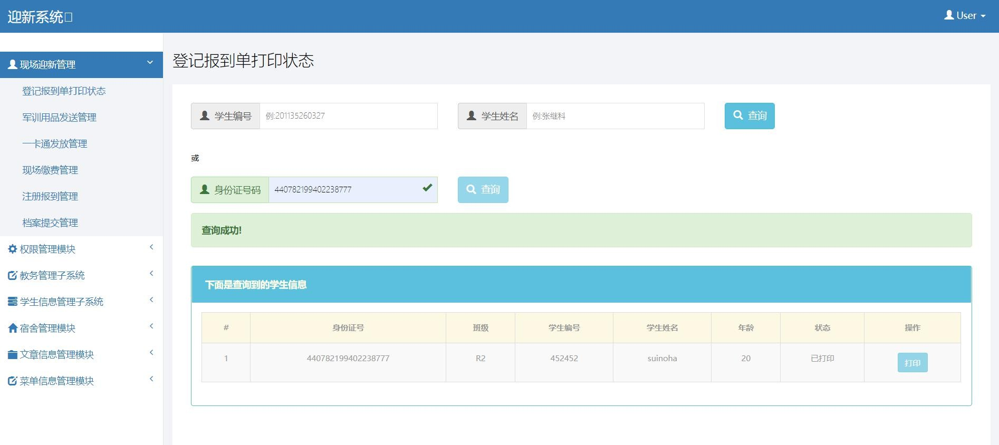 迎新系统
User
现场迎新管理
登记报到单打印状态
军训用品发送管理
一卡通发放管理
现场缴费管理
注册报到管理
档案提交管理
权限管理模块
教务管理子系统
学生信息管理子系统
宿舍管理模块
文章信息管理模块
菜单信息管理模块
登记报到单打印状态
学生编号 例:201135260327 学生姓名 例:张继科 查询
或
身份证号码 440782199402238777 查询
查询成功!
下面是查询到的学生信息
# 身份证号 班级 学生编号 学生姓名 年龄 状态 操作
1 440782199402238777 R2 452452 suinoha 20 已打印 打印